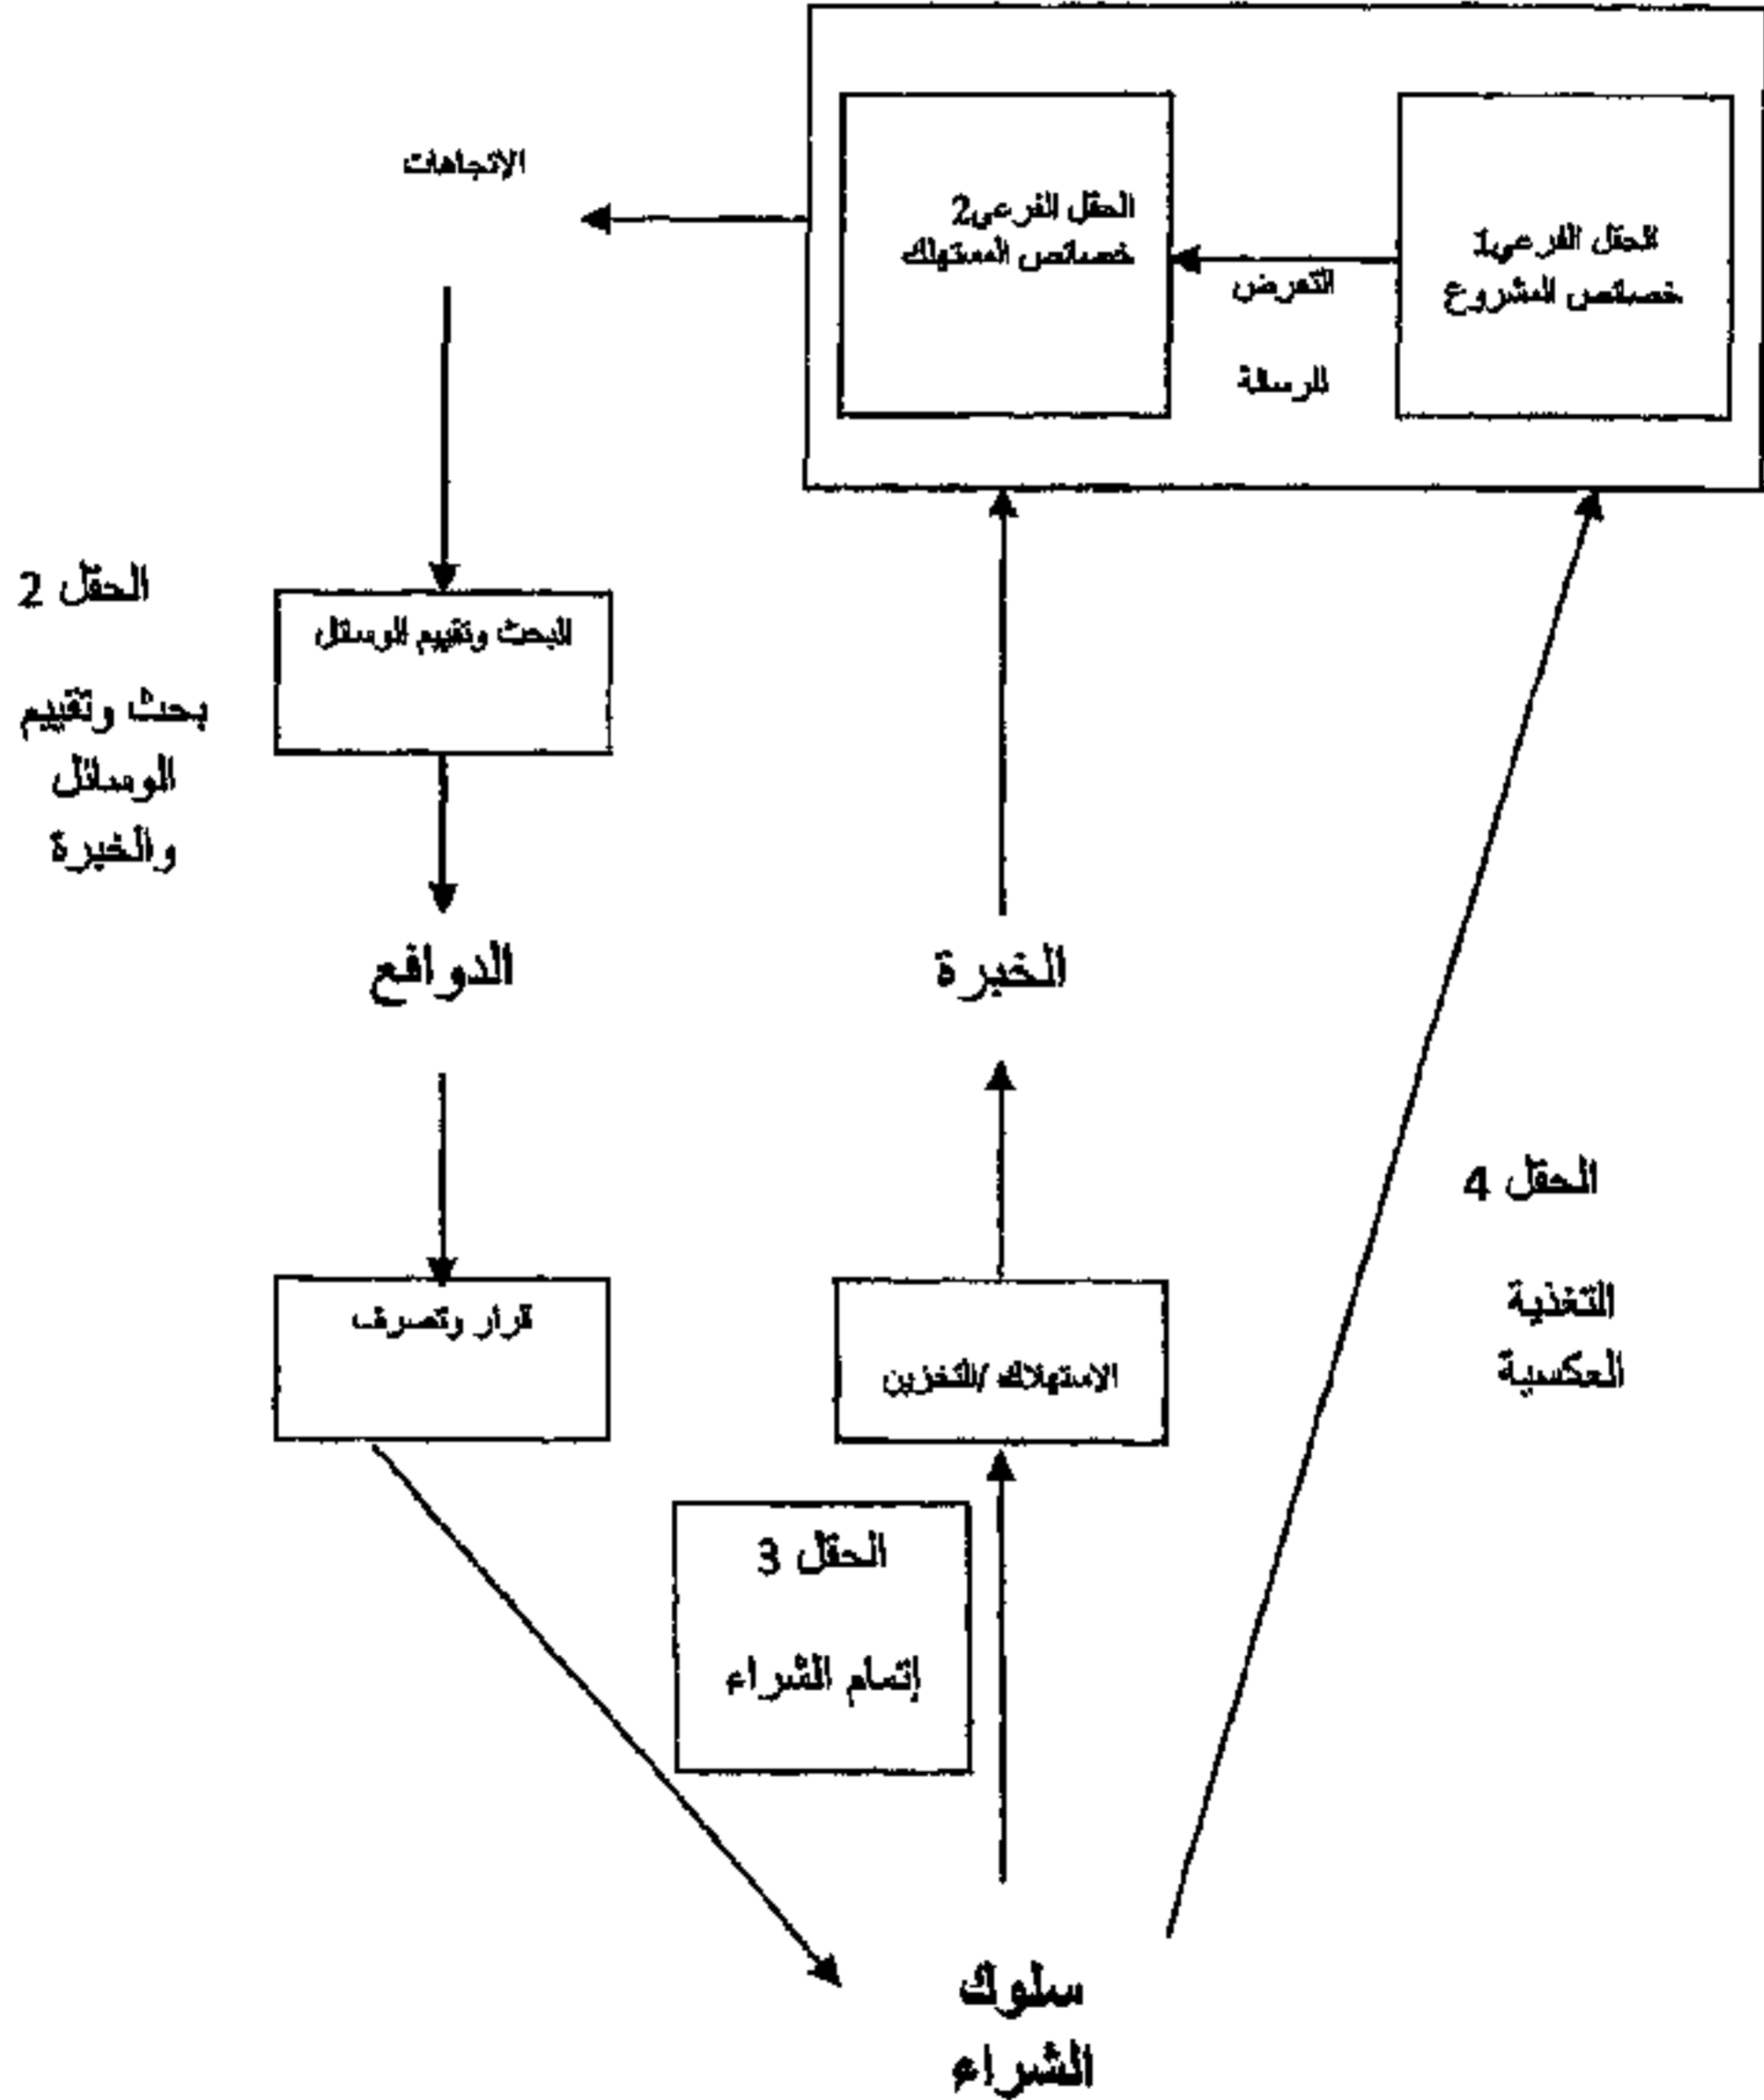 الحقل الفرعي1
خصائص المشروع
التعرض
للرسالة
الحقل الفرعي2
خصائص المستهلك
الإتجاهات
الحقل 2
بحث وتقييم
الوسائل
والخبرة
البحث وتقييم الوسائل
الدوافع
الخبرة
الحقل 4
التغذية
العكسية
قرار وتصرف
الاستهلاك /التخزين
الحقل 3
إتمام الشراء
سلوك
الشراء